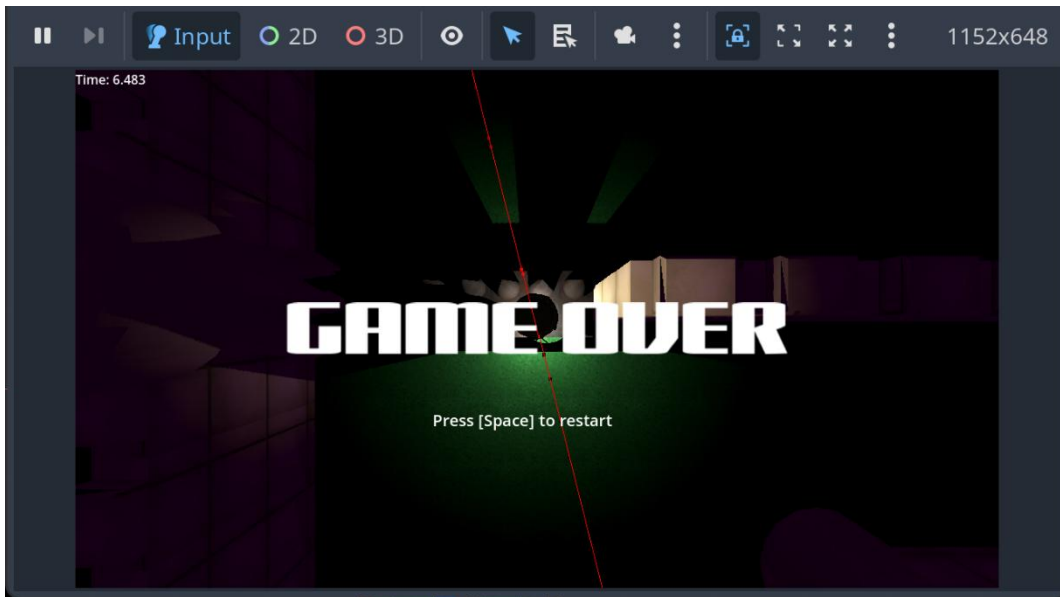 Input 2D 3D 1152x648
Time: 6.483
GAME OVER
Press [Space] to restart